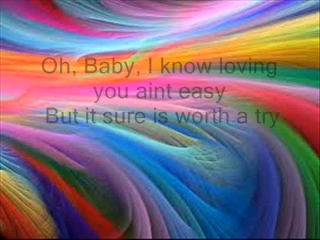 Oh, Baby, I know loving
you aint easy
But it sure is worth a try